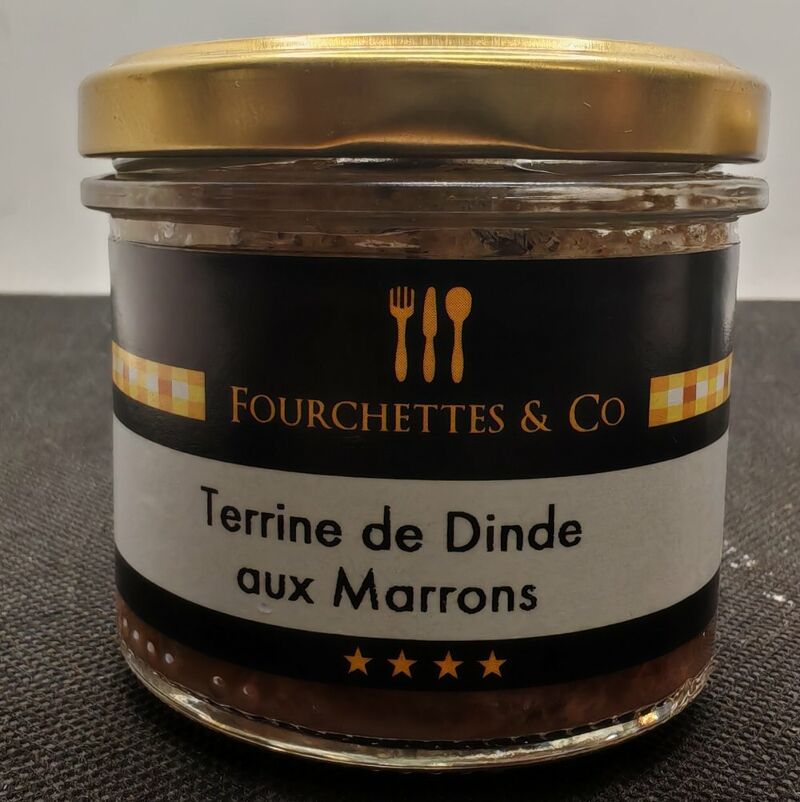 Fourchettes & Co
Terrine de Dinde
aux Marrons